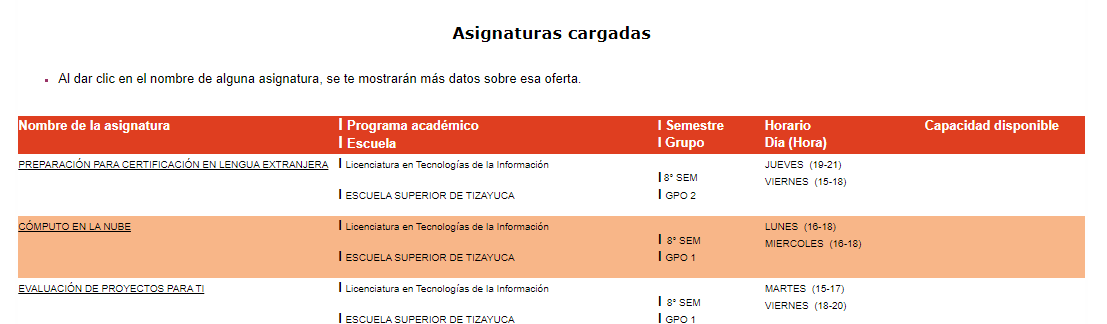 Asignaturas cargadas
Al dar clic en el nombre de alguna asignatura, se te mostrarán más datos sobre esa oferta.
Nombre de la asignatura | Programa académico | Semestre Horario Capacidad disponible
| Escuela | Grupo Día (Hora)
PREPARACIÓN PARA CERTIFICACIÓN EN LENGUA EXTRANJERA | Licenciatura en Tecnologías de la Información JUEVES (19-21)
| 8° SEM VIERNES (15-18)
| ESCUELA SUPERIOR DE TIZAYUCA | GPO 2
CÓMPUTO EN LA NUBE | Licenciatura en Tecnologías de la Información LUNES (16-18)
| 8° SEM MIERCOLES (16-18)
| ESCUELA SUPERIOR DE TIZAYUCA | GPO 1
EVALUACIÓN DE PROYECTOS PARA TI | Licenciatura en Tecnologías de la Información MARTES (15-17)
| 8° SEM VIERNES (18-20)
| ESCUELA SUPERIOR DE TIZAYUCA | GPO 1